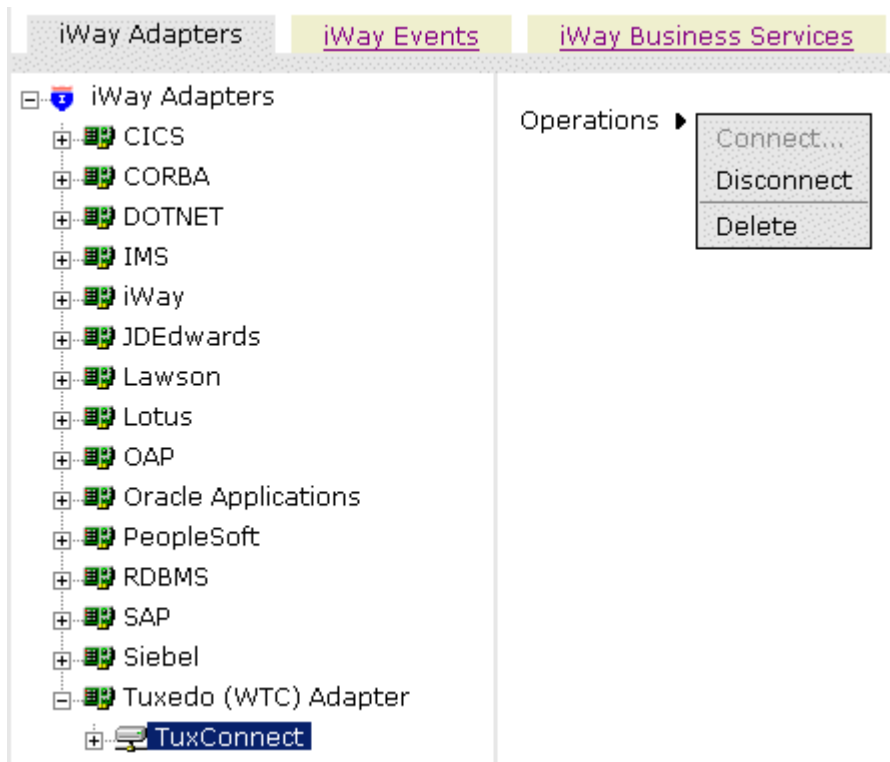 iWay Adapters
iWay Events
iWay Business Services
iWay Adapters
CICS
CORBA
DOTNET
IMS
iWay
JDEdwards
Lawson
Lotus
OAP
Oracle Applications
PeopleSoft
RDBMS
SAP
Siebel
Tuxedo (WTC) Adapter
TuxConnect
Operations
Connect...
Disconnect
Delete